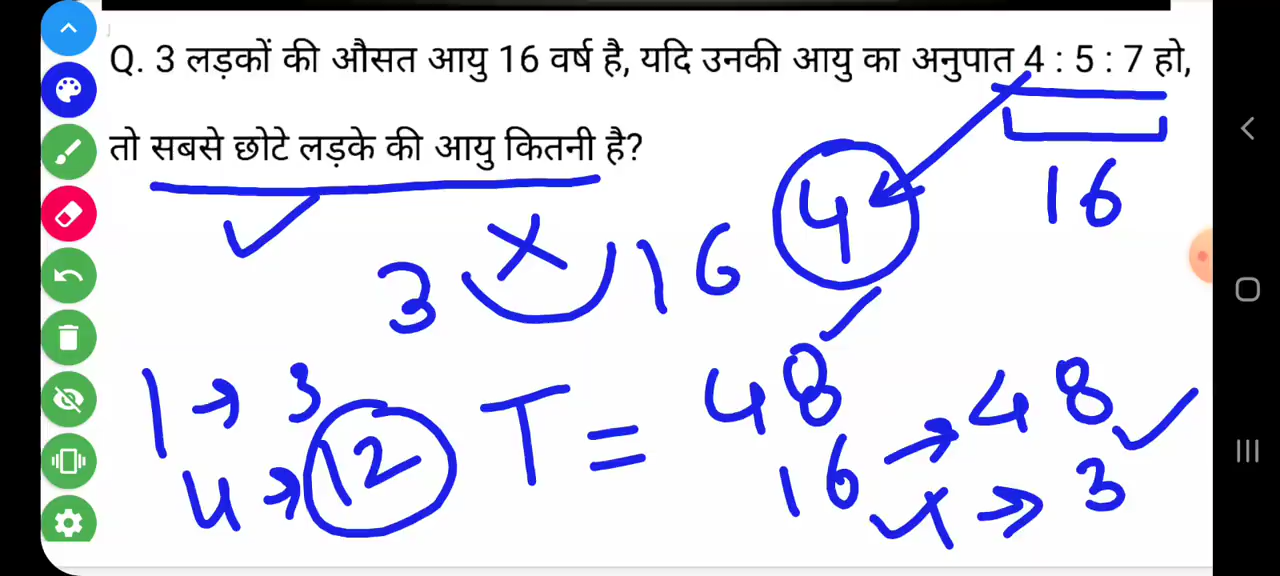 Q. 3 लड़कों की औसत आयु 16 वर्ष है, यदि उनकी आयु का अनुपात 4 : 5 : 7 हो,
तो सबसे छोटे लड़के की आयु कितनी है?
16
3 × 16 4
1 → 3
T = 48
16 → 48
4 → 12
1 → 3